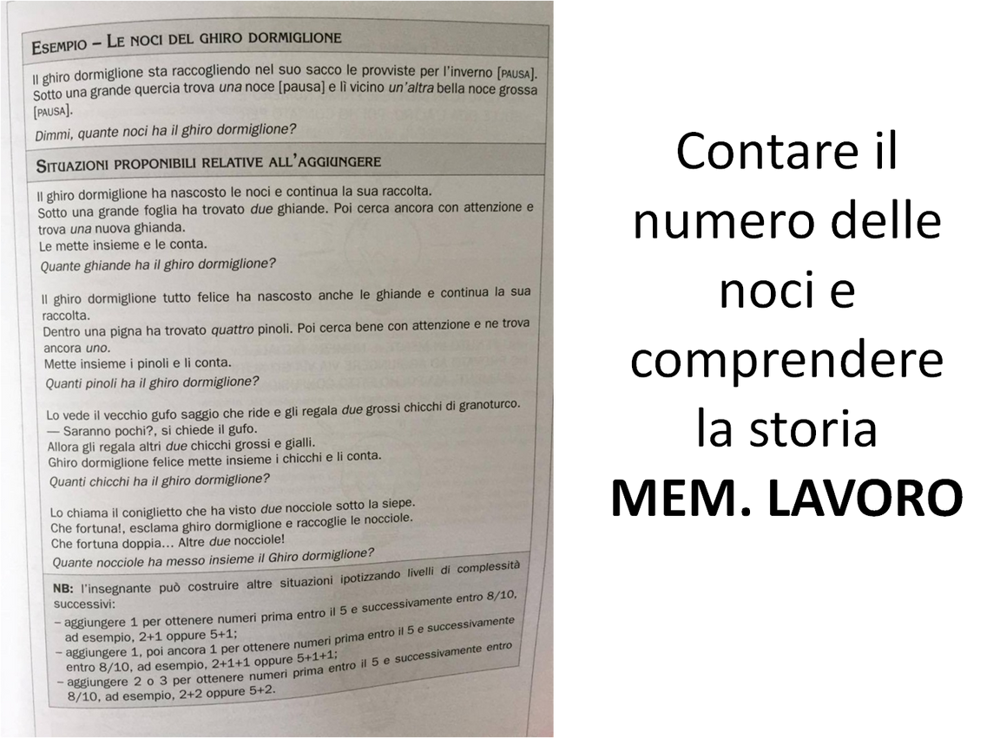 ESEMPIO – LE NOCI DEL GHIRO DORMIGLIONE
Il ghiro dormiglione sta raccogliendo nel suo sacco le provviste per l'inverno [PAUSA].
Sotto una grande quercia trova una noce [pausa] e lì vicino un'altra bella noce grossa
[PAUSA].
Dimmi, quante noci ha il ghiro dormiglione?
SITUAZIONI PROPONIBILI RELATIVE ALL'AGGIUNGERE
Il ghiro dormiglione ha nascosto le noci e continua la sua raccolta.
Sotto una grande foglia ha trovato due ghiande. Poi cerca ancora con attenzione e
trova una nuova ghianda.
Le mette insieme e le conta.
Quante ghiande ha il ghiro dormiglione?
Il ghiro dormiglione tutto felice ha nascosto anche le ghiande e continua la sua
raccolta.
Dentro una pigna ha trovato quattro pinoli. Poi cerca bene con attenzione e ne trova
ancora uno.
Mette insieme i pinoli e li conta.
Quanti pinoli ha il ghiro dormiglione?
Lo vede il vecchio gufo saggio che ride e gli regala due grossi chicchi di granoturco.
— Saranno pochi?, si chiede il gufo.
Allora gli regala altri due chicchi grossi e gialli.
Ghiro dormiglione felice mette insieme i chicchi e li conta.
Quanti chicchi ha il ghiro dormiglione?
Lo chiama il coniglietto che ha visto due nocciole sotto la siepe.
Che fortuna!, esclama ghiro dormiglione e raccoglie le nocciole.
Che fortuna doppia... Altre due nocciole!
Quante nocciole ha messo insieme il Ghiro dormiglione?
NB: l'insegnante può costruire altre situazioni ipotizzando livelli di complessità
successivi:
– aggiungere 1 per ottenere numeri prima entro il 5 e successivamente entro 8/10,
ad esempio, 2+1 oppure 5+1;
– aggiungere 1, poi ancora 1 per ottenere numeri prima entro il 5 e successivamente
entro 8/10, ad esempio, 2+1+1 oppure 5+1+1;
– aggiungere 2 o 3 per ottenere numeri prima entro il 5 e successivamente entro
8/10, ad esempio, 2+2 oppure 5+2.
Contare il
numero delle
noci e
comprendere
la storia
MEM. LAVORO